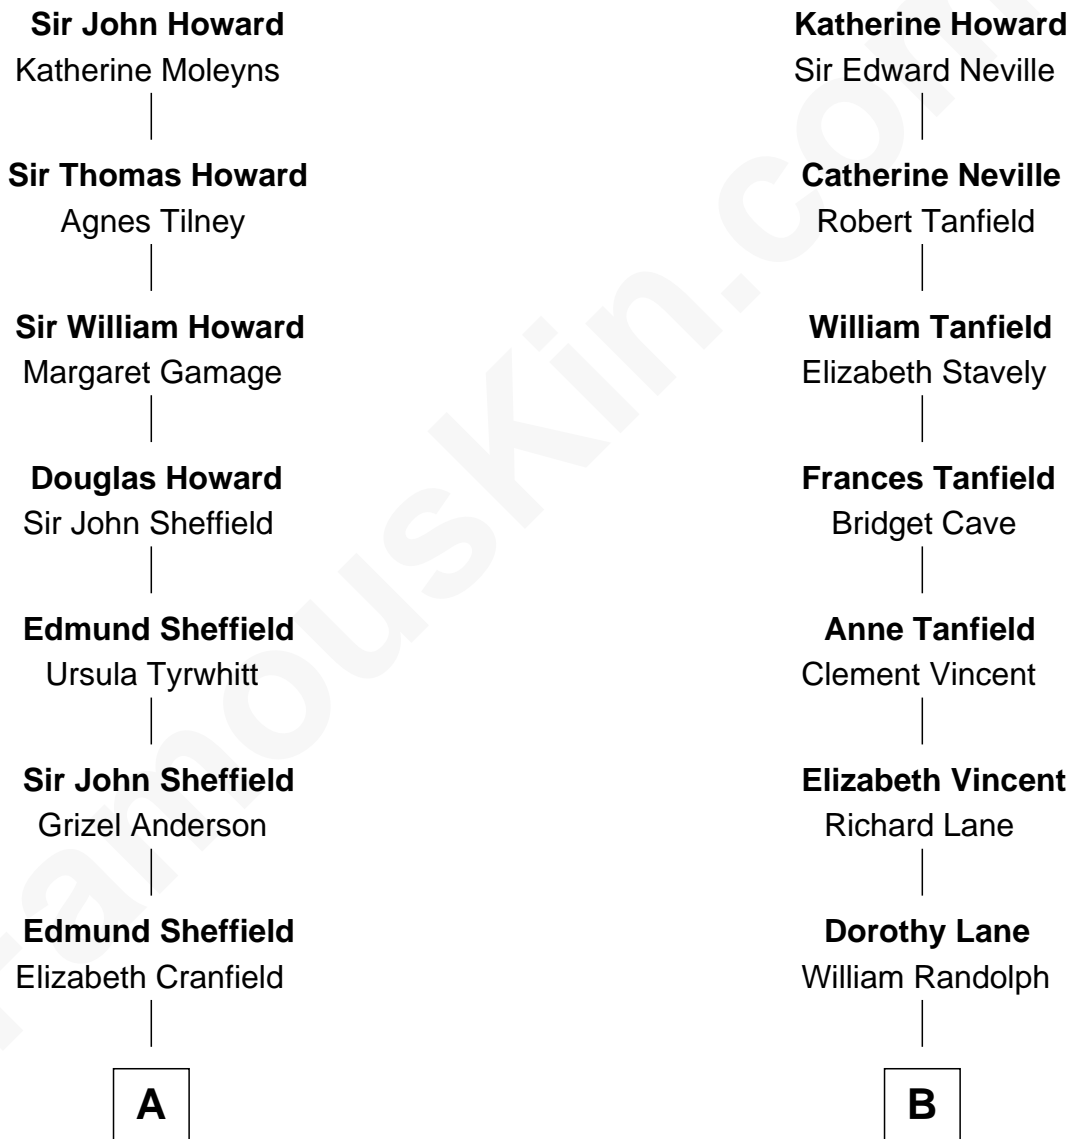 Sir John Howard
Katherine Moleyns
Sir Thomas Howard
Agnes Tilney
Sir William Howard
Margaret Gamage
Douglas Howard
Sir John Sheffield
Edmund Sheffield
Ursula Tyrwhitt
Sir John Sheffield
Grizel Anderson
Edmund Sheffield
Elizabeth Cranfield
A
Katherine Howard
Sir Edward Neville
Catherine Neville
Robert Tanfield
William Tanfield
Elizabeth Stavely
Frances Tanfield
Bridget Cave
Anne Tanfield
Clement Vincent
Elizabeth Vincent
Richard Lane
Dorothy Lane
William Randolph
B
FamousKin.com